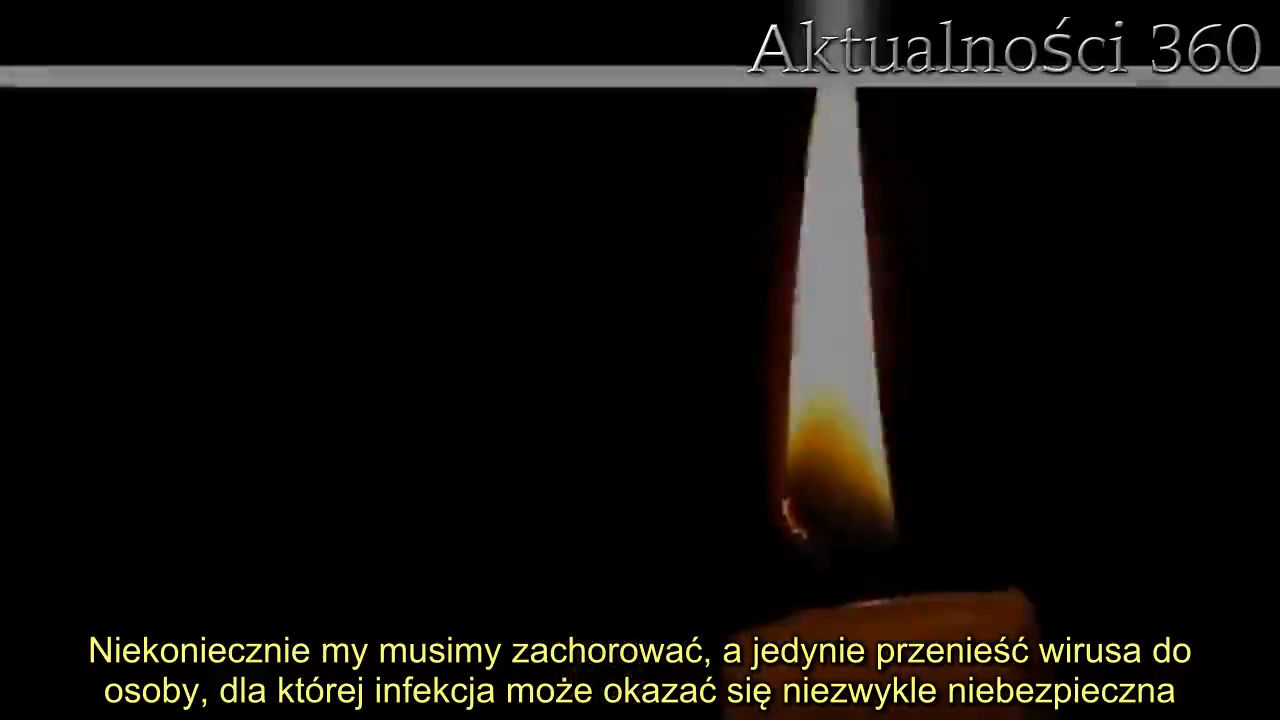 Aktualności 360
Niekoniecznie my musimy zachorować, a jedynie przenieść wirusa do
osoby, dla której infekcja może okazać się niezwykle niebezpieczna